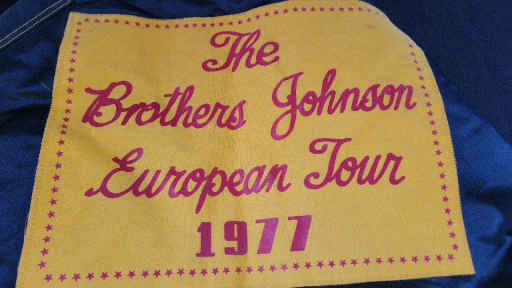 The
Brothers Johnson
European Tour
1977